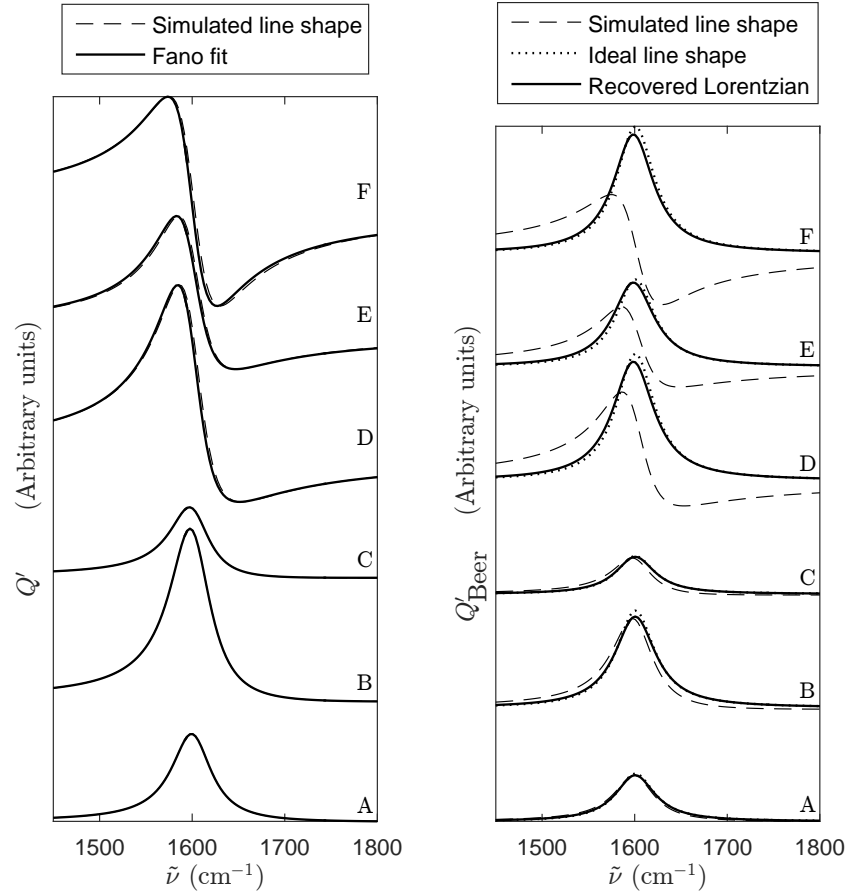 Simulated line shape
Fano fit
F
E
D
C
B
A
1500 1600 1700 1800
ν̃ (cm⁻¹)
Q′ (Arbitrary units)
Simulated line shape
Ideal line shape
Recovered Lorentzian
F
E
D
C
B
A
1500 1600 1700 1800
ν̃ (cm⁻¹)
Q′Beer (Arbitrary units)